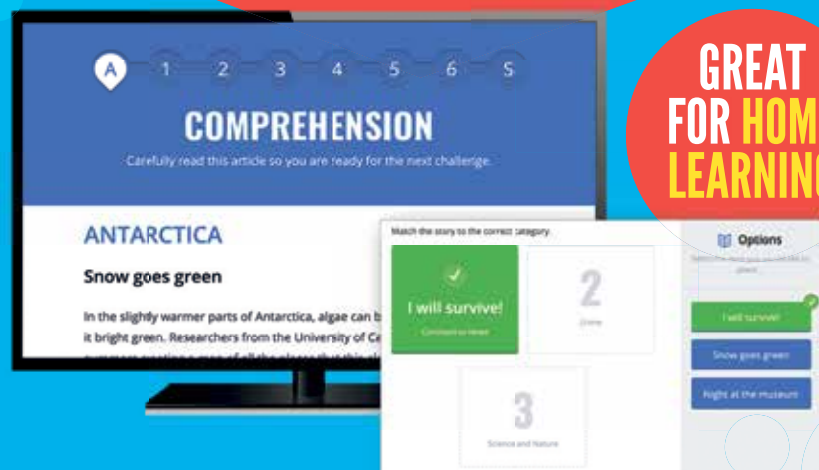 A 1 2 3 4 5 6 S
COMPREHENSION
Carefully read this article so you are ready for the next challenge.
ANTARCTICA
Snow goes green
In the slightly warmer parts of Antarctica, algae can b
it bright green. Researchers from the University of Ca
GREAT
FOR HOM
LEARNING
Match the story to the correct category.
I will survive!
2
Crime
3
Science and Nature
Options
I will survive!
Snow goes green
Night at the museum